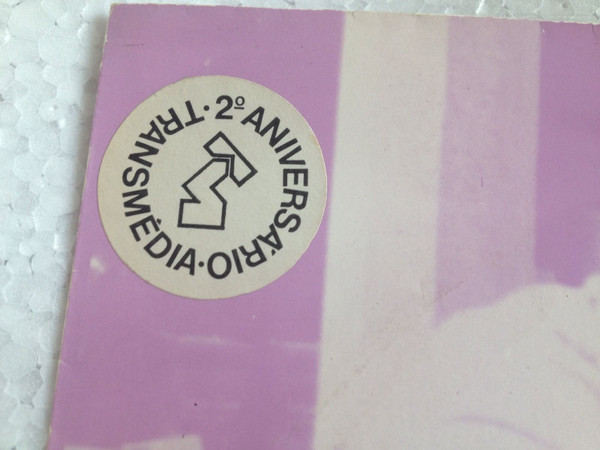 2º ANIVERSÁRIO · TRANSMÉDIA ·